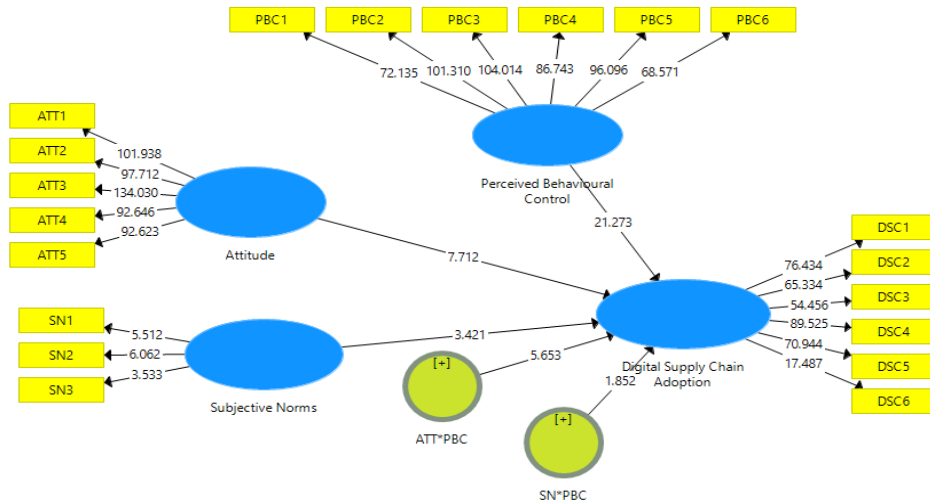 PBC1
PBC2
PBC3
PBC4
PBC5
PBC6
72.135
101.310
104.014
86.743
96.096
68.571
ATT1
ATT2
ATT3
ATT4
ATT5
101.938
97.712
134.030
92.646
92.623
Attitude
Perceived Behavioural
Control
21.273
7.712
SN1
SN2
SN3
5.512
6.062
3.533
Subjective Norms
3.421
5.653
1.852
[+]
ATT*PBC
[+]
SN*PBC
Digital Supply Chain
Adoption
76.434
65.334
54.456
89.525
70.944
17.487
DSC1
DSC2
DSC3
DSC4
DSC5
DSC6